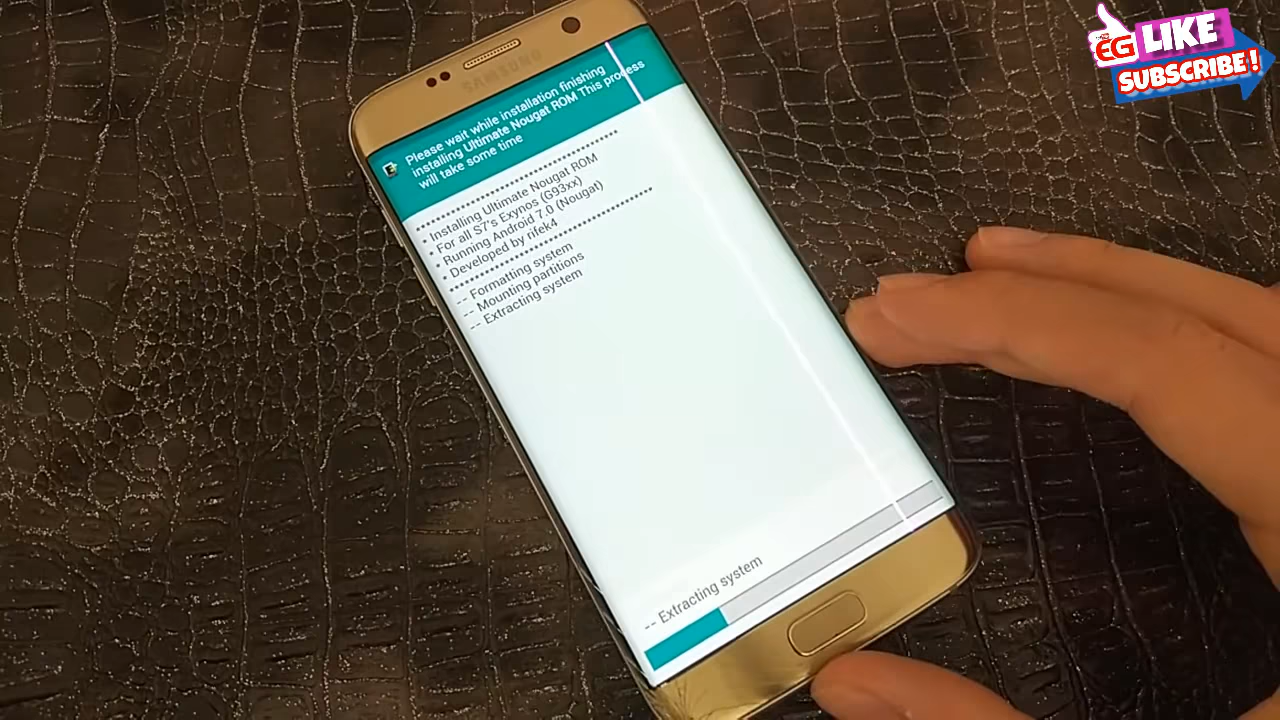 EG LIKE
SUBSCRIBE!
SAMSUNG
Please wait while installation finishing
installing Ultimate Nougat ROM This process
will take some time
• Installing Ultimate Nougat ROM
• For all S7's Exynos (G93xx)
• Running Android 7.0 (Nougat)
• Developed by rifek4
-- Formatting system
-- Mounting partitions
-- Extracting system
-- Extracting system